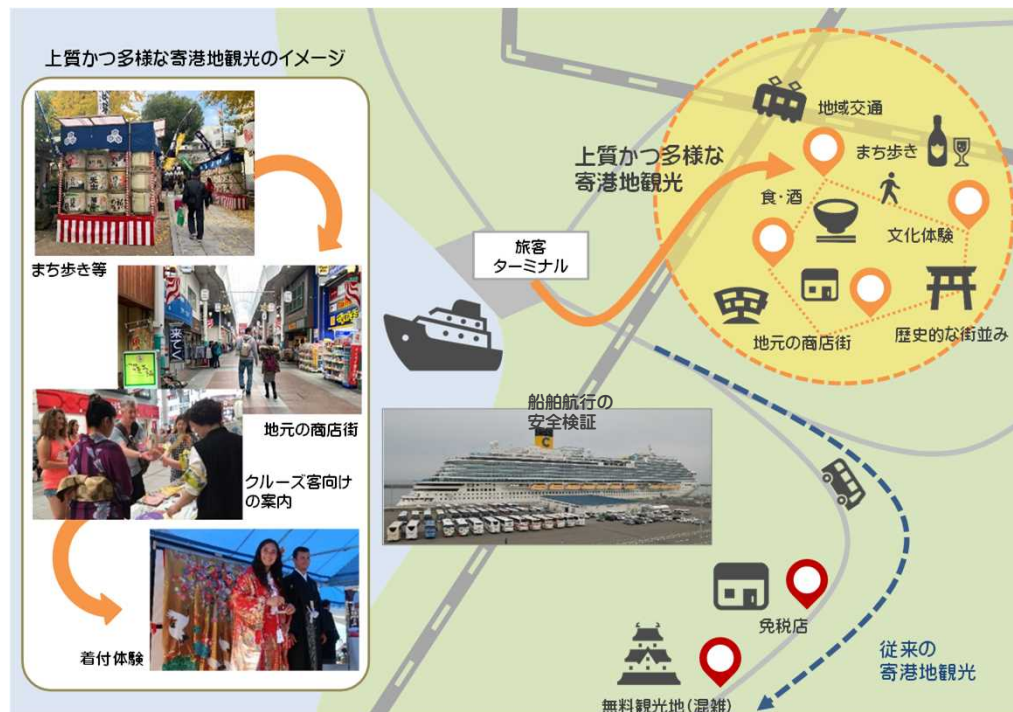 上質かつ多様な寄港地観光のイメージ
まち歩き等
地元の商店街
クルーズ客向け
の案内
着付体験
旅客
ターミナル
上質かつ多様な
寄港地観光
地域交通
まち歩き
食・酒
文化体験
地元の商店街
歴史的な街並み
船舶航行の
安全検証
免税店
無料観光地(混雑)
従来の
寄港地観光